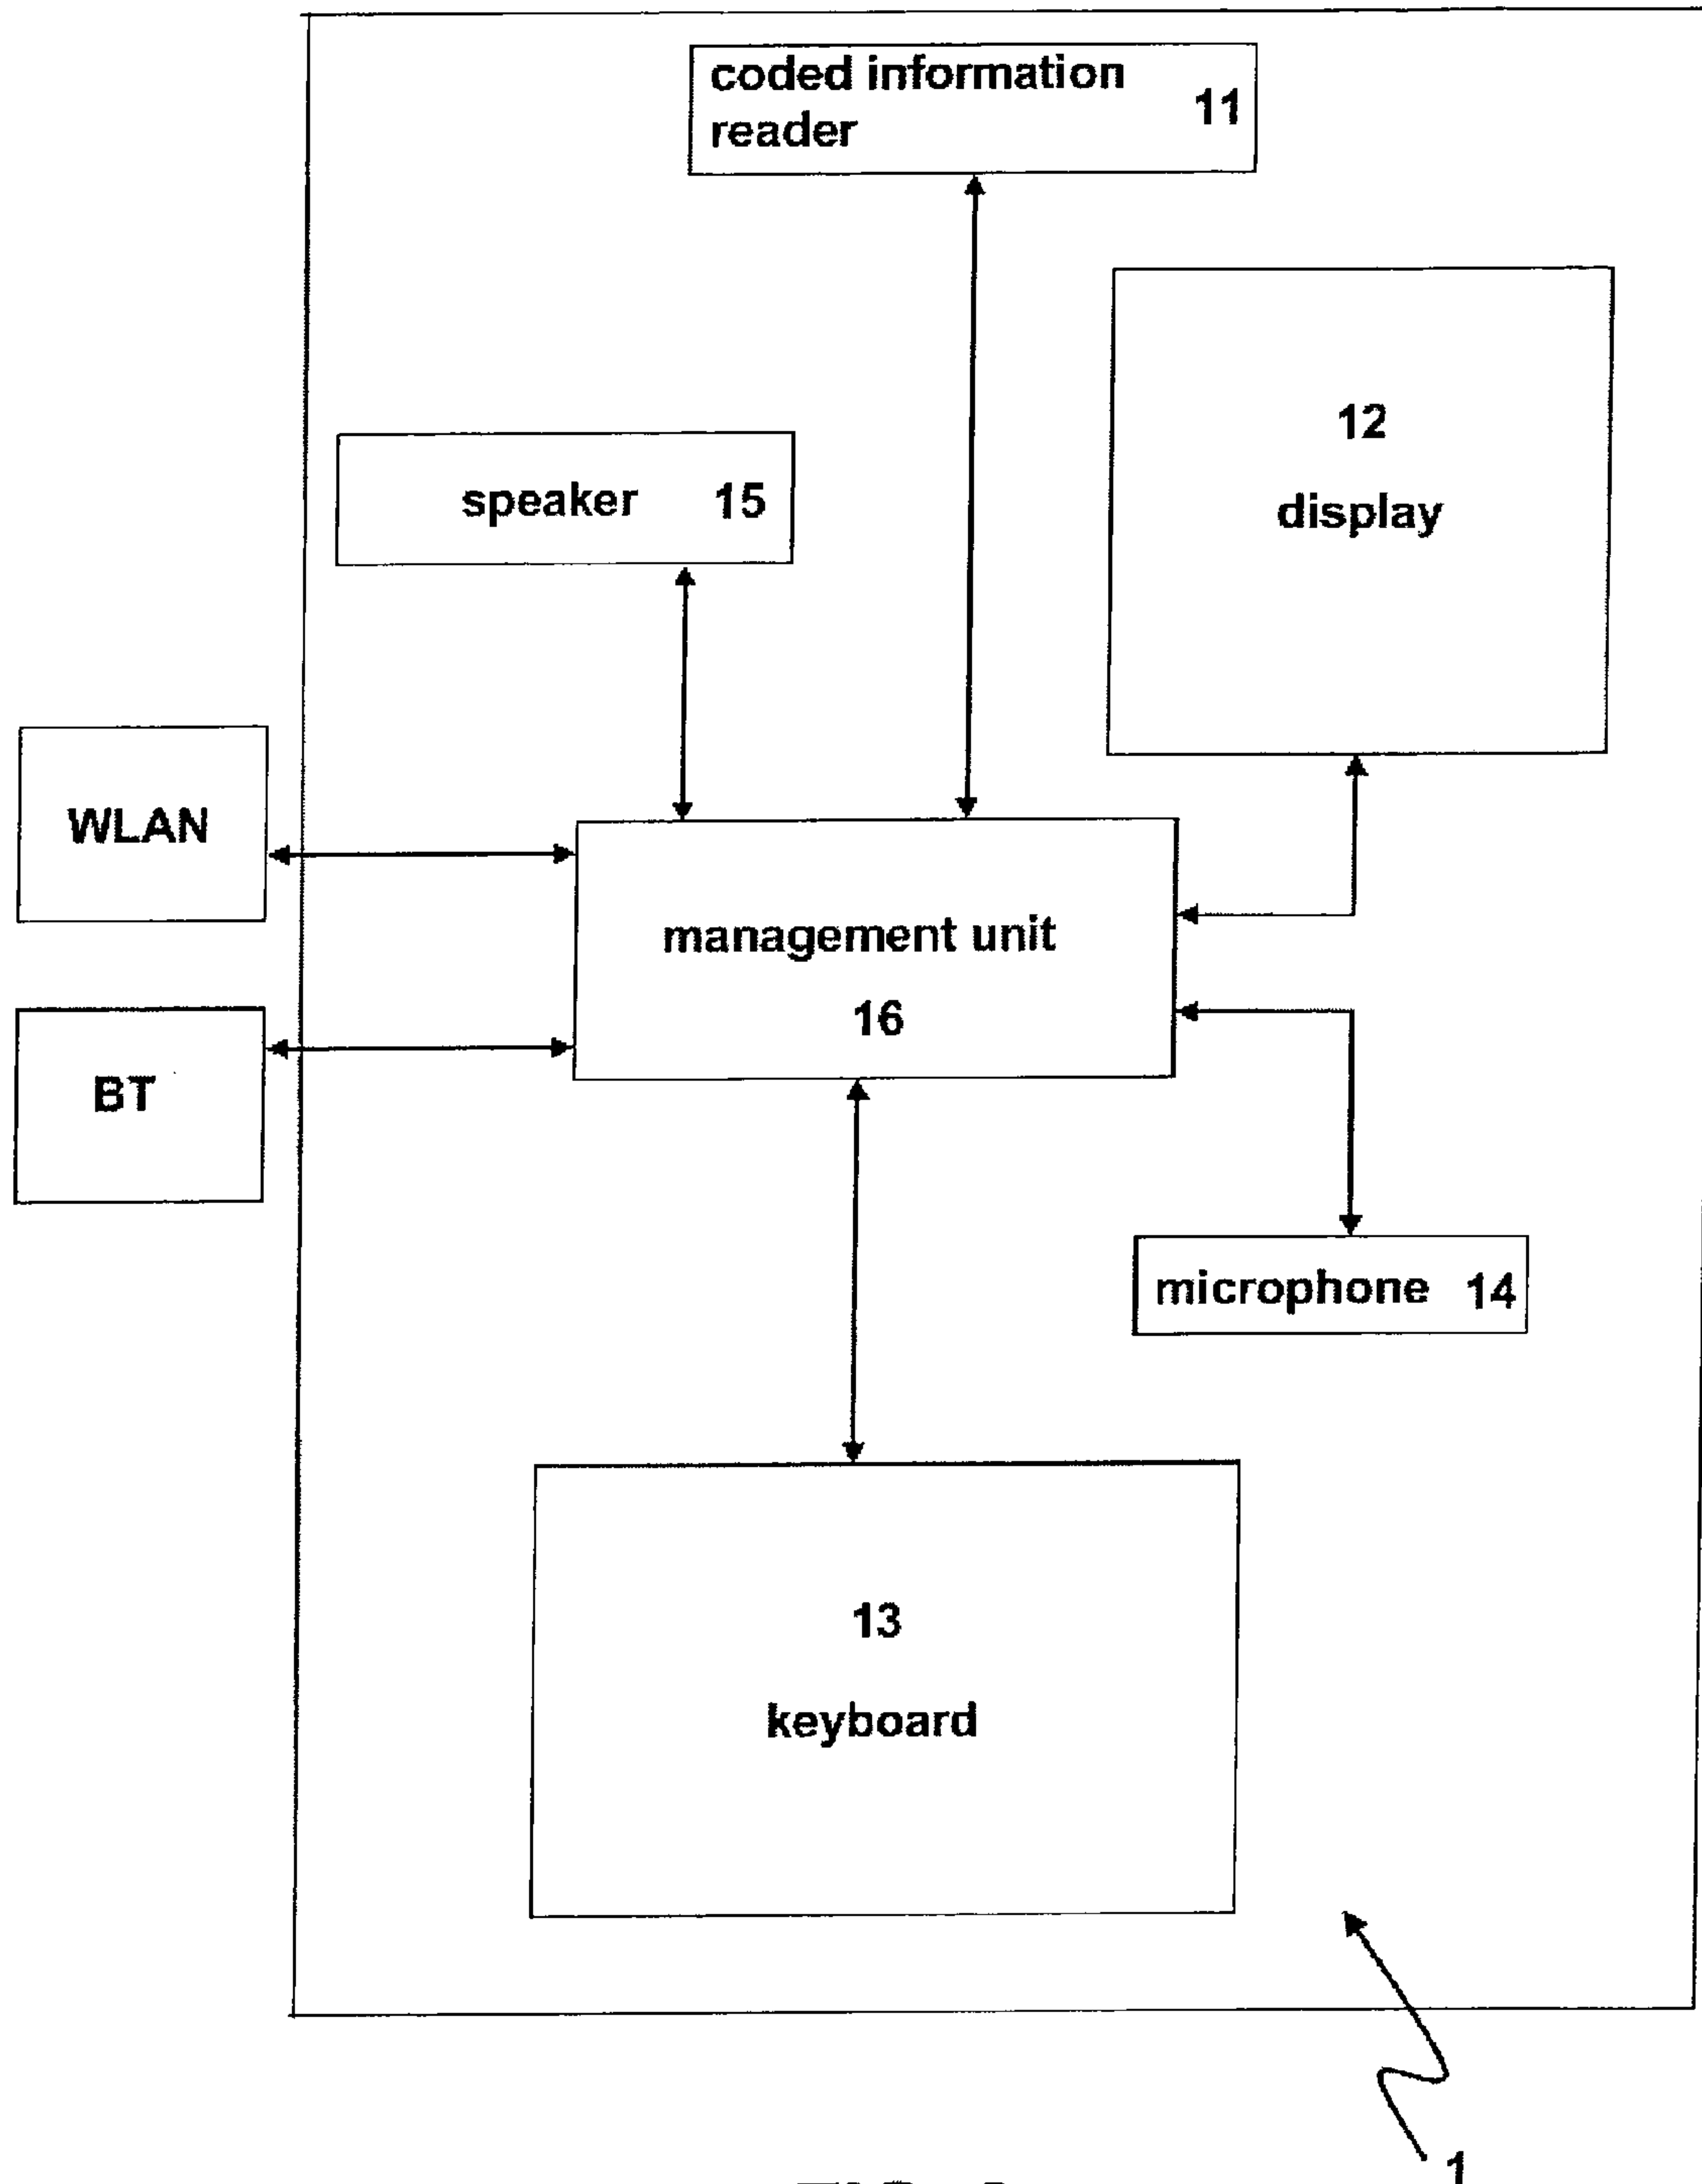 coded information
reader 11
12
display
speaker 15
WLAN
management unit
16
BT
microphone 14
13
keyboard
1